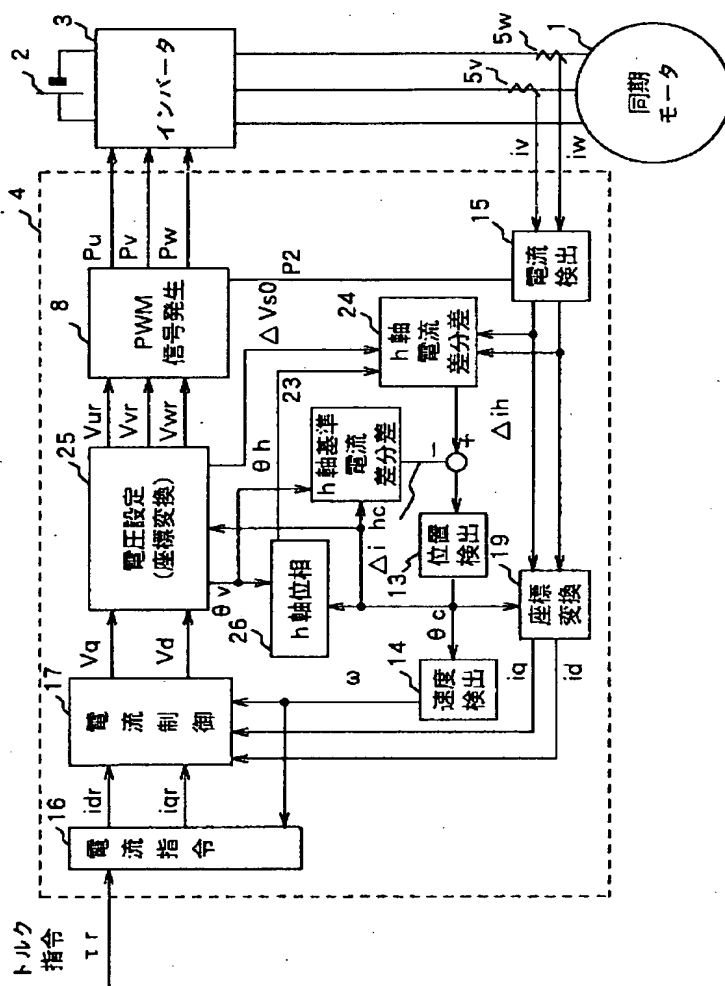 トルク
指令
τr
16
電流指令
idr
iqr
17
電流制御
Vq
Vd
25
電圧設定
(座標変換)
Vur
Vvr
Vwr
8
PWM
信号発生
Pu
Pv
Pw
4
2
3
インバータ
5v
5w
1
同期
モータ
iv
iw
15
電流
検出
P2
ΔVs0
24
h軸
電流
差分差
23
h軸基準
電流
差分差
θh
θv
26
h軸位相
Δihc
−
+
Δih
13
位置
検出
θc
14
速度
検出
ω
19
座標
変換
iq
id